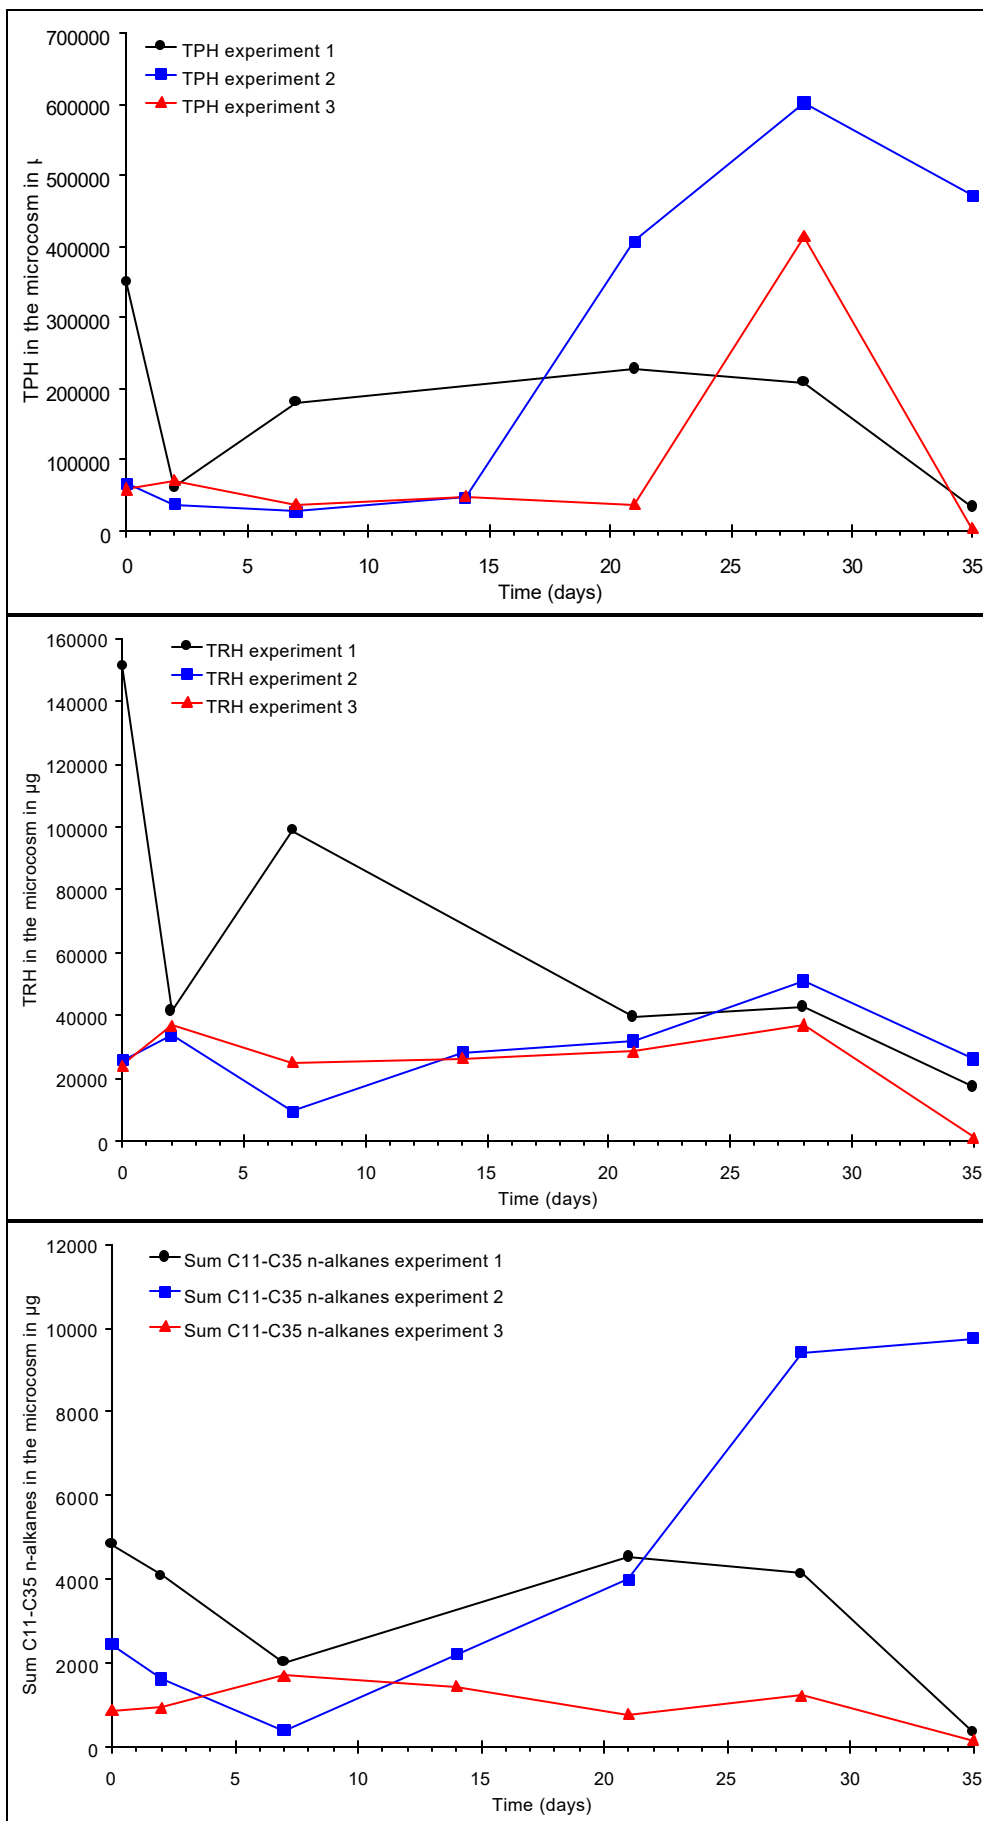 700000
600000
500000
400000
300000
200000
100000
0
TPH in the microcosm in µ
TPH experiment 1
TPH experiment 2
TPH experiment 3
0 5 10 15 20 25 30 35
Time (days)
160000
140000
120000
100000
80000
60000
40000
20000
0
TRH in the microcosm in µg
TRH experiment 1
TRH experiment 2
TRH experiment 3
0 5 10 15 20 25 30 35
Time (days)
12000
10000
8000
6000
4000
2000
0
Sum C11-C35 n-alkanes in the microcosm in µg
Sum C11-C35 n-alkanes experiment 1
Sum C11-C35 n-alkanes experiment 2
Sum C11-C35 n-alkanes experiment 3
0 5 10 15 20 25 30 35
Time (days)